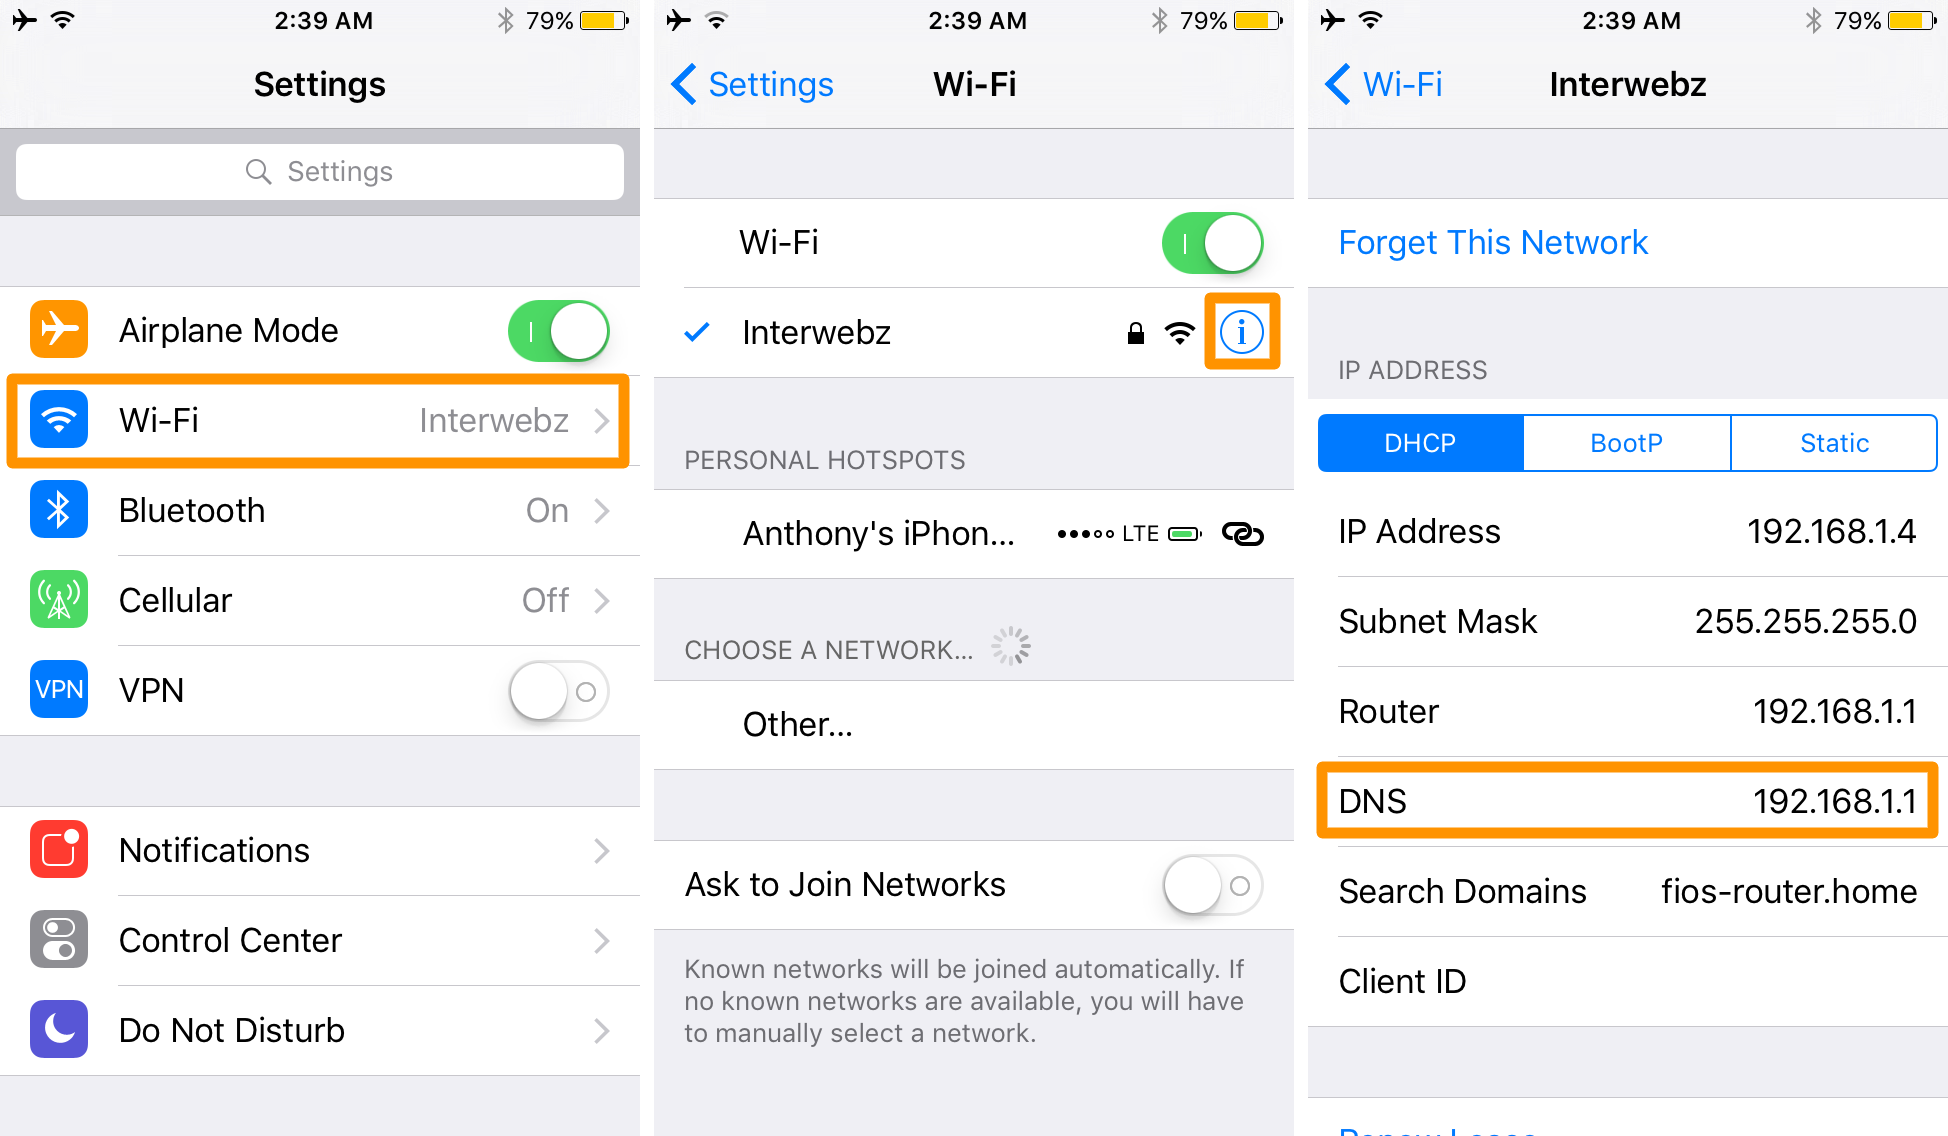 2:39 AM
79%
Settings
Settings
Airplane Mode
Wi-Fi Interwebz
Bluetooth On
Cellular Off
VPN VPN
Notifications
Control Center
Do Not Disturb
2:39 AM
79%
Settings Wi-Fi
Wi-Fi
Interwebz
PERSONAL HOTSPOTS
Anthony's iPhon... LTE
CHOOSE A NETWORK...
Other...
Ask to Join Networks
Known networks will be joined automatically. If
no known networks are available, you will have
to manually select a network.
2:39 AM
79%
Wi-Fi Interwebz
Forget This Network
IP ADDRESS
DHCP BootP Static
IP Address 192.168.1.4
Subnet Mask 255.255.255.0
Router 192.168.1.1
DNS 192.168.1.1
Search Domains fios-router.home
Client ID
Renew Lease